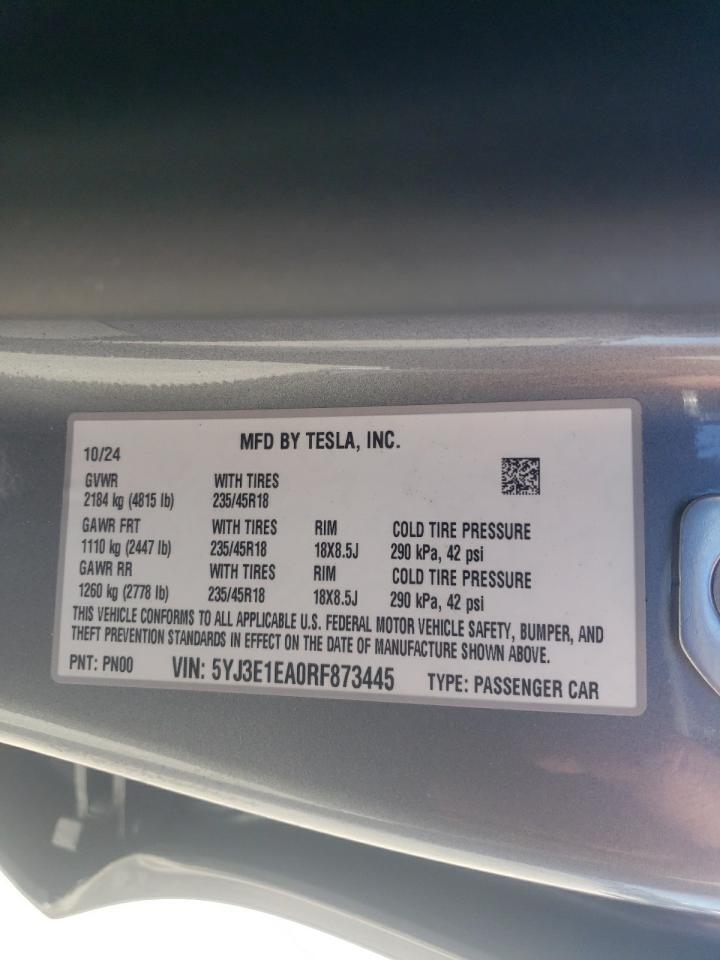 MFD BY TESLA, INC.
10/24
GVWR WITH TIRES
2184 kg (4815 lb) 235/45R18
GAWR FRT WITH TIRES RIM COLD TIRE PRESSURE
1110 kg (2447 lb) 235/45R18 18X8.5J 290 kPa, 42 psi
GAWR RR WITH TIRES RIM COLD TIRE PRESSURE
1260 kg (2778 lb) 235/45R18 18X8.5J 290 kPa, 42 psi
THIS VEHICLE CONFORMS TO ALL APPLICABLE U.S. FEDERAL MOTOR VEHICLE SAFETY, BUMPER, AND
THEFT PREVENTION STANDARDS IN EFFECT ON THE DATE OF MANUFACTURE SHOWN ABOVE.
PNT: PN00 VIN: 5YJ3E1EA0RF873445 TYPE: PASSENGER CAR